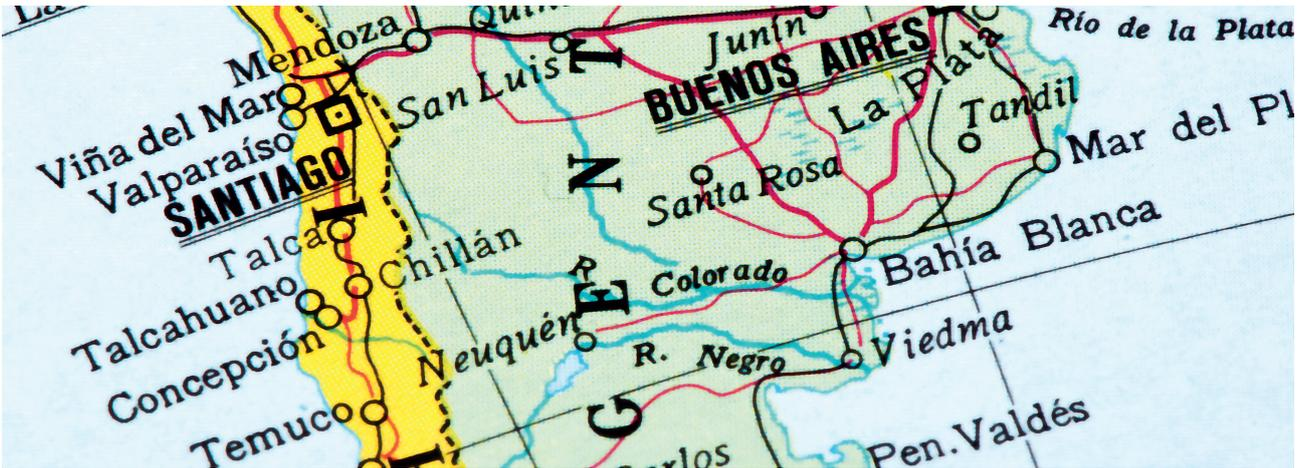 Río de la Plata
Mendoza
Junín
San Luis
T
BUENOS AIRES
La Plata
Viña del Mar
Tandil
Mar del Pl
Valparaíso
SANTIAGO
N
Santa Rosa
I
Talca
Chillán
Bahía Blanca
R.
Colorado
E
Talcahuano
Concepción
Neuquén
R. Negro
Viedma
G
Temuco
Pen. Valdés